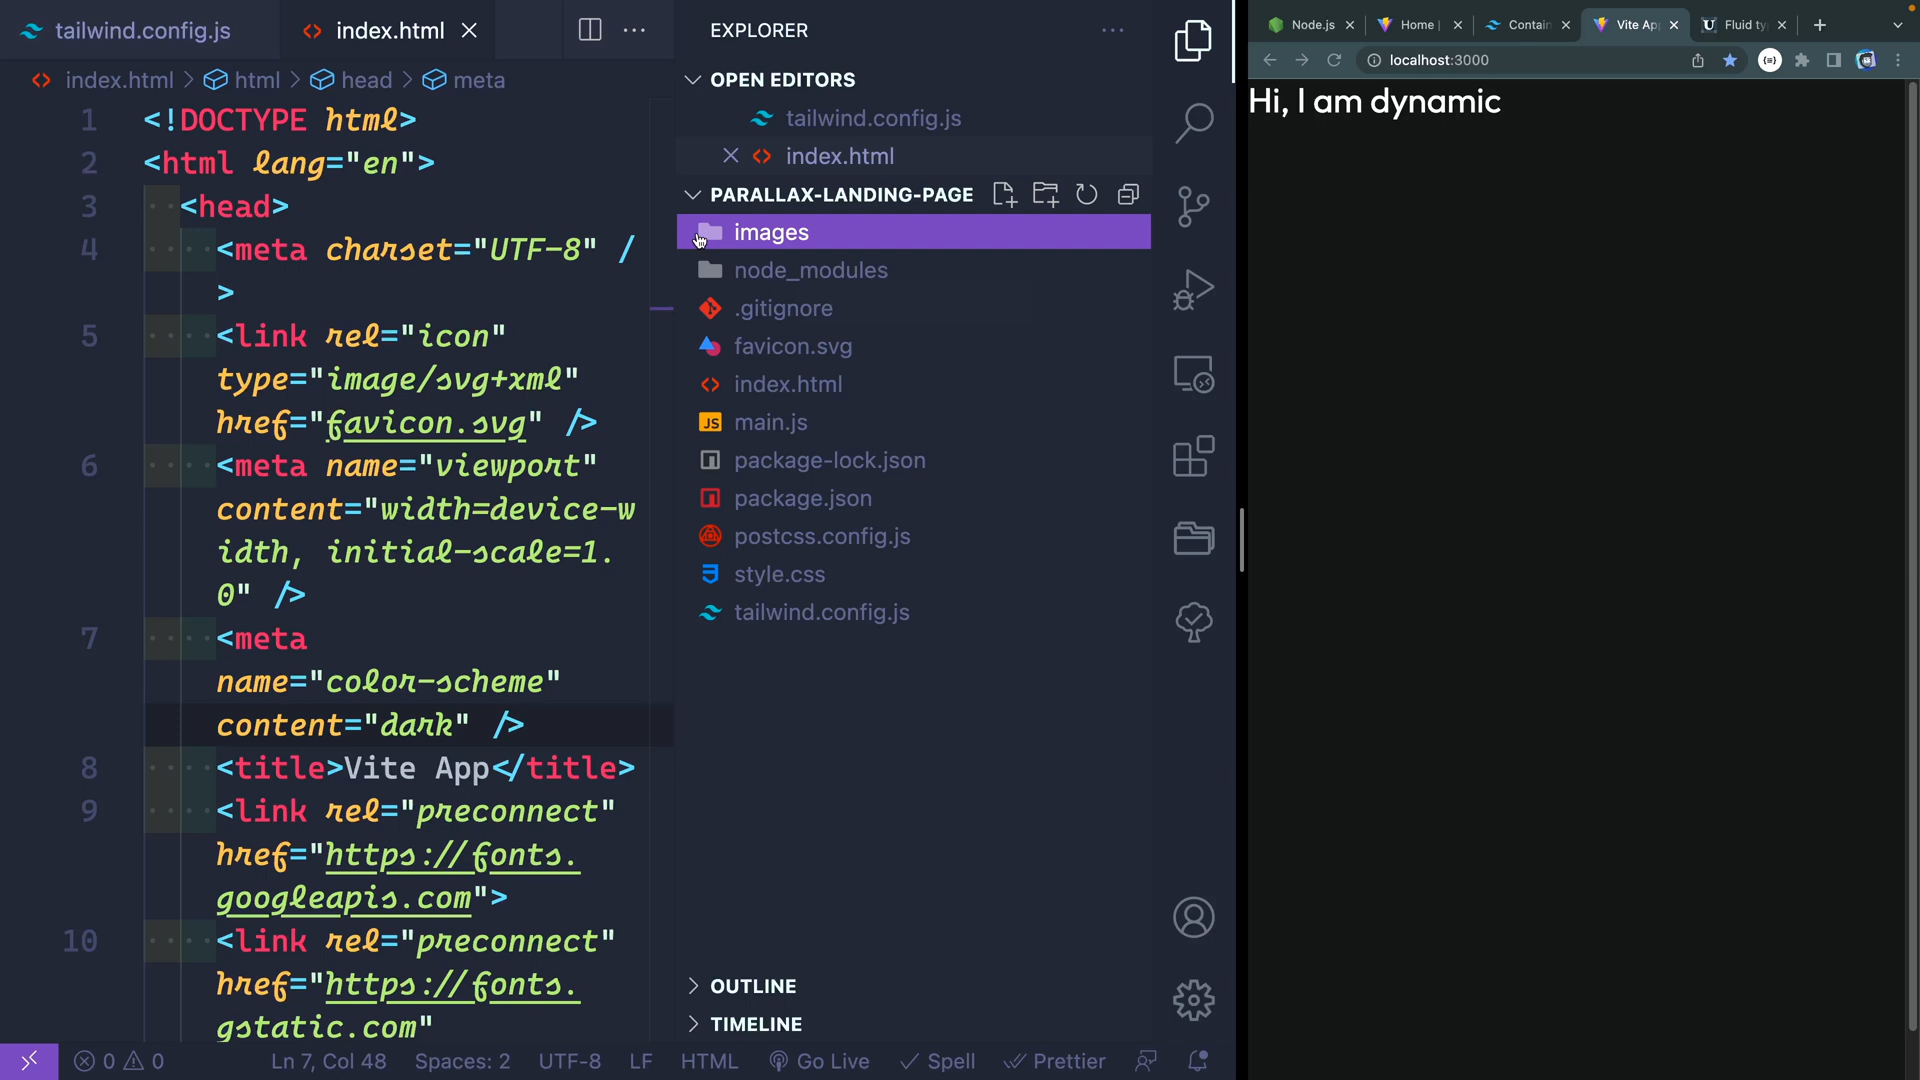 tailwind.config.js
index.html
index.html > html > head > meta
1 <!DOCTYPE html>
2 <html lang="en">
3 <head>
4 <meta charset="UTF-8" /
>
5 <link rel="icon"
type="image/svg+xml"
href="favicon.svg" />
6 <meta name="viewport"
content="width=device-w
idth, initial-scale=1.
0" />
7 <meta
name="color-scheme"
content="dark" />
8 <title>Vite App</title>
9 <link rel="preconnect"
href="https://fonts.
googleapis.com">
10 <link rel="preconnect"
href="https://fonts.
gstatic.com"
EXPLORER
OPEN EDITORS
tailwind.config.js
index.html
PARALLAX-LANDING-PAGE
images
node_modules
.gitignore
favicon.svg
index.html
JS main.js
package-lock.json
package.json
postcss.config.js
style.css
tailwind.config.js
OUTLINE
TIMELINE
0 0 Ln 7, Col 48 Spaces: 2 UTF-8 LF HTML Go Live Spell Prettier
Node.js Home Contain Vite Ap Fluid ty
localhost:3000
Hi, I am dynamic